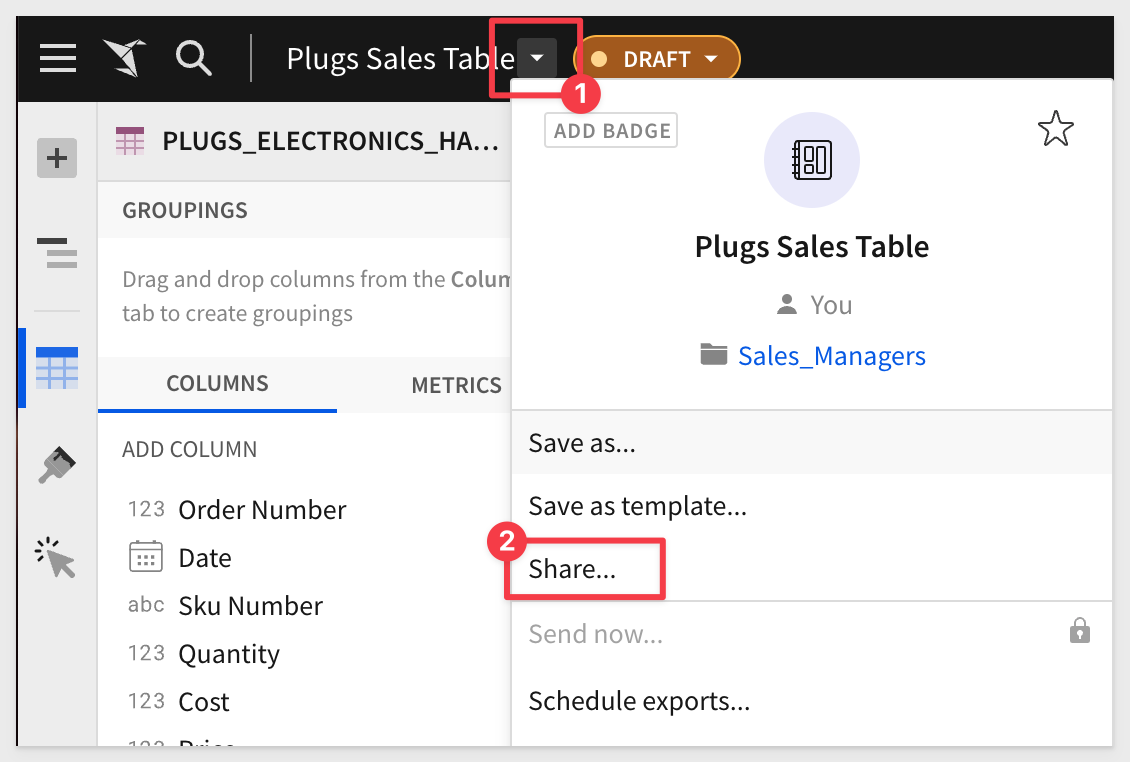 Plugs Sales Table
DRAFT
1
PLUGS_ELECTRONICS_HA...
GROUPINGS
Drag and drop columns from the Colum
tab to create groupings
COLUMNS
METRICS
ADD COLUMN
123 Order Number
Date
abc Sku Number
123 Quantity
123 Cost
123 Price
ADD BADGE
Plugs Sales Table
You
Sales_Managers
Save as...
Save as template...
2
Share...
Send now...
Schedule exports...